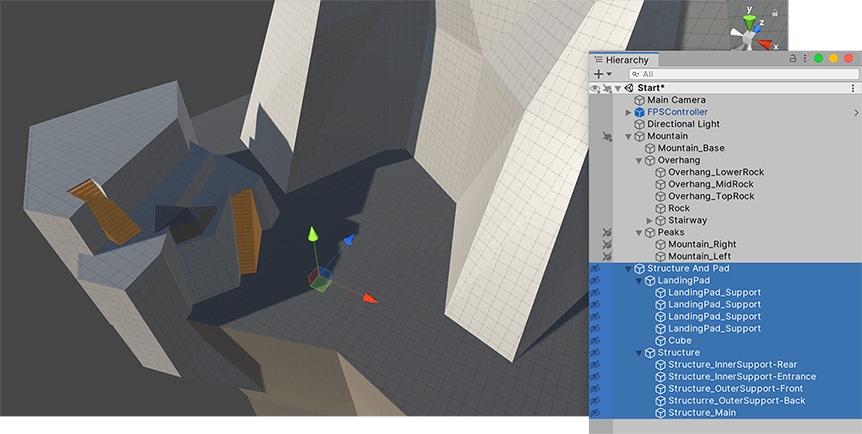 y
z
x
Hierarchy
All
Start*
Main Camera
FPSController
Directional Light
Mountain
Mountain_Base
Overhang
Overhang_LowerRock
Overhang_MidRock
Overhang_TopRock
Rock
Stairway
Peaks
Mountain_Right
Mountain_Left
Structure And Pad
LandingPad
LandingPad_Support
LandingPad_Support
LandingPad_Support
LandingPad_Support
Cube
Structure
Structure_InnerSupport-Rear
Structure_InnerSupport-Entrance
Structure_OuterSupport-Front
Structurre_OuterSupport-Back
Structure_Main